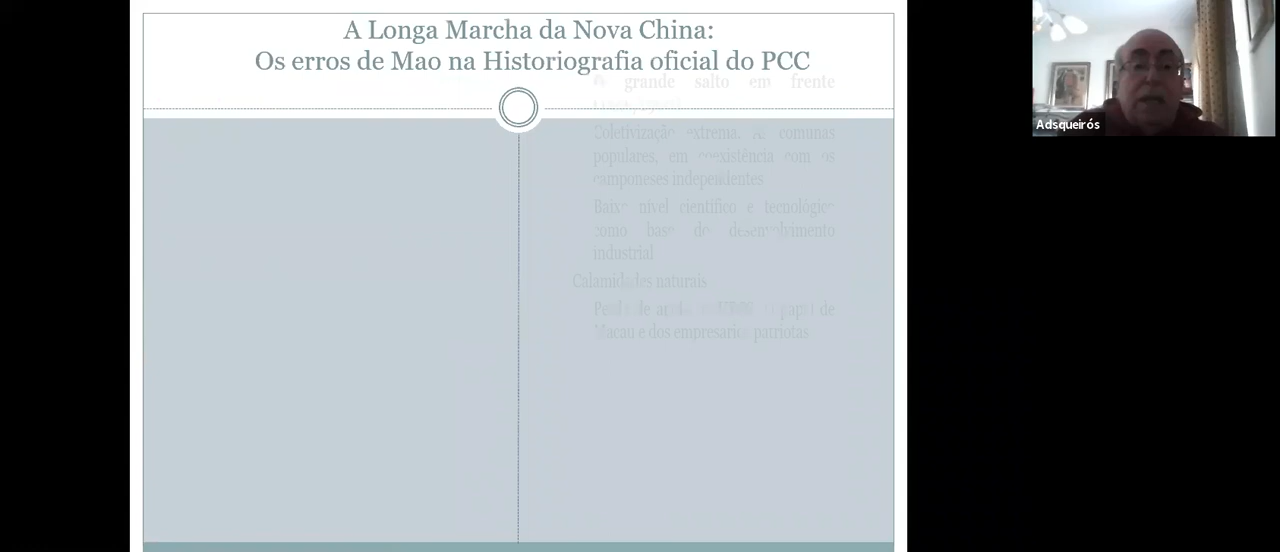 A Longa Marcha da Nova China:
Os erros de Mao na Historiografia oficial do PCC
grande salto em frente
Coletivização extrema. As comunas
populares, em coexistência com os
camponeses independentes
Baixo nível científico e tecnológico
como base do desenvolvimento
industrial
Calamidades naturais
de
Macau e dos empresários patriotas
Adsqueirós